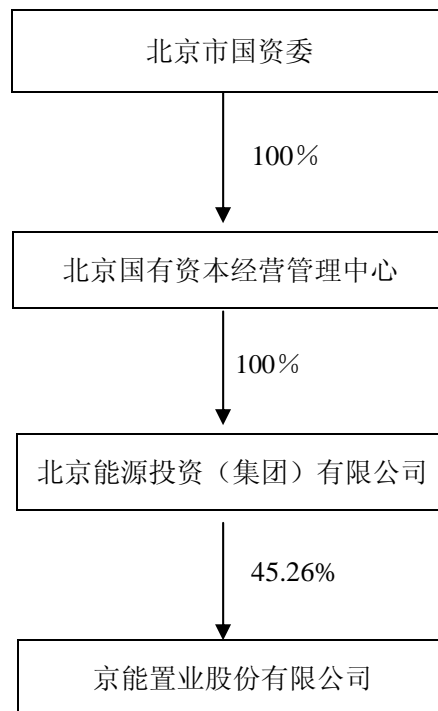 北京市国资委
100％
北京国有资本经营管理中心
100％
北京能源投资（集团）有限公司
45.26%
京能置业股份有限公司